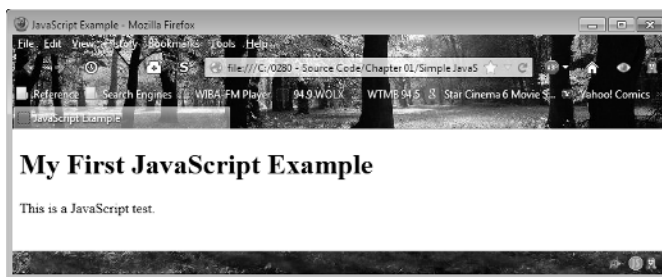 JavaScript Example - Mozilla Firefox
File Edit View History Bookmarks Tools Help
file:///C:/0280 - Source Code/Chapter 01/Simple JavaS
Reference Search Engines WIBA-FM Player 94.9 WOLX WTMB 94.5 Star Cinema 6 Movie S... Yahoo! Comics
JavaScript Example
My First JavaScript Example
This is a JavaScript test.